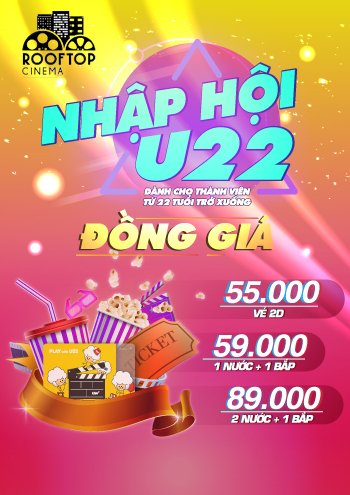 ROOFTOP
CINEMA
NHẬP HỘI
U22
DÀNH CHO THÀNH VIÊN
TỪ 22 TUỔI TRỞ XUỐNG
ĐỒNG GIÁ
55.000
VÉ 2D
59.000
1 NƯỚC + 1 BẮP
89.000
2 NƯỚC + 1 BẮP
TICKET